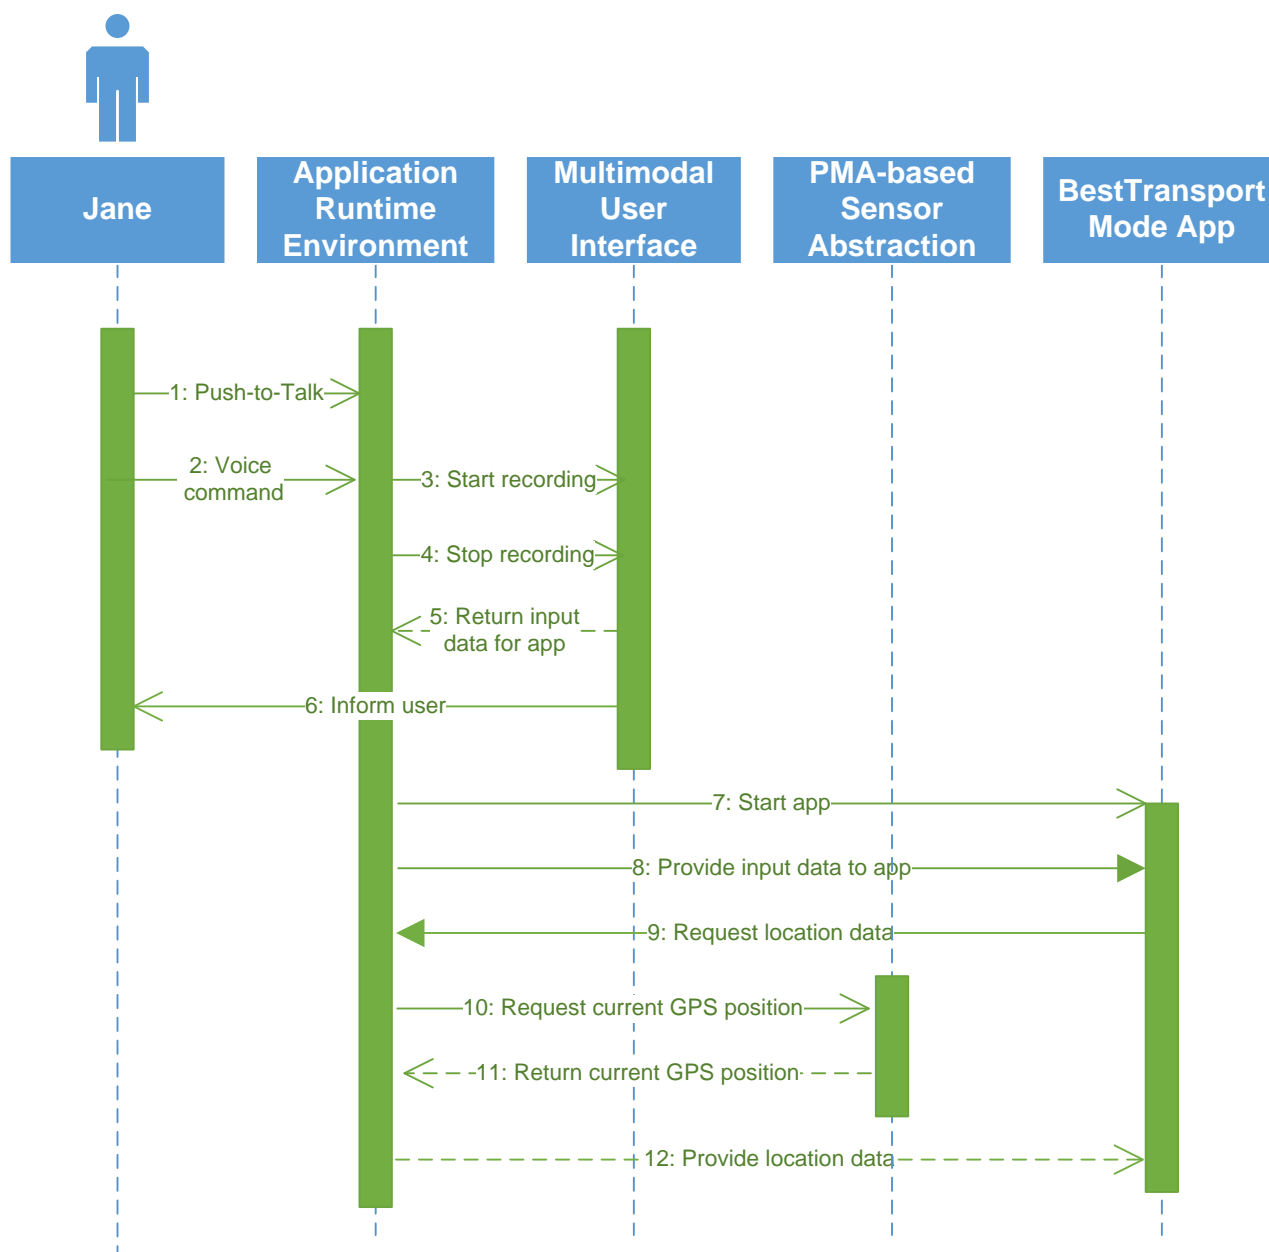 Jane
Application
Runtime
Environment
Multimodal
User
Interface
PMA-based
Sensor
Abstraction
BestTransport
Mode App
1: Push-to-Talk
2: Voice
command
3: Start recording
4: Stop recording
5: Return input
data for app
6: Inform user
7: Start app
8: Provide input data to app
9: Request location data
10: Request current GPS position
11: Return current GPS position
12: Provide location data